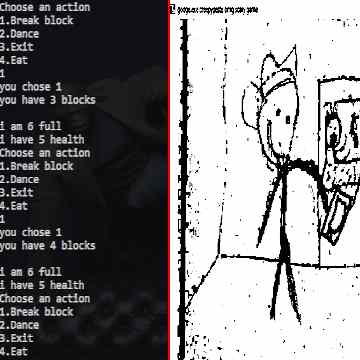 Choose an action
1.Break block
2.Dance
3.Exit
4.Eat
1
you chose 1
you have 3 blocks
i am 6 full
i have 5 health
Choose an action
1.Break block
2.Dance
3.Exit
4.Eat
1
you chose 1
you have 4 blocks
i am 6 full
i have 5 health
Choose an action
1.Break block
2.Dance
3.Exit
4.Eat